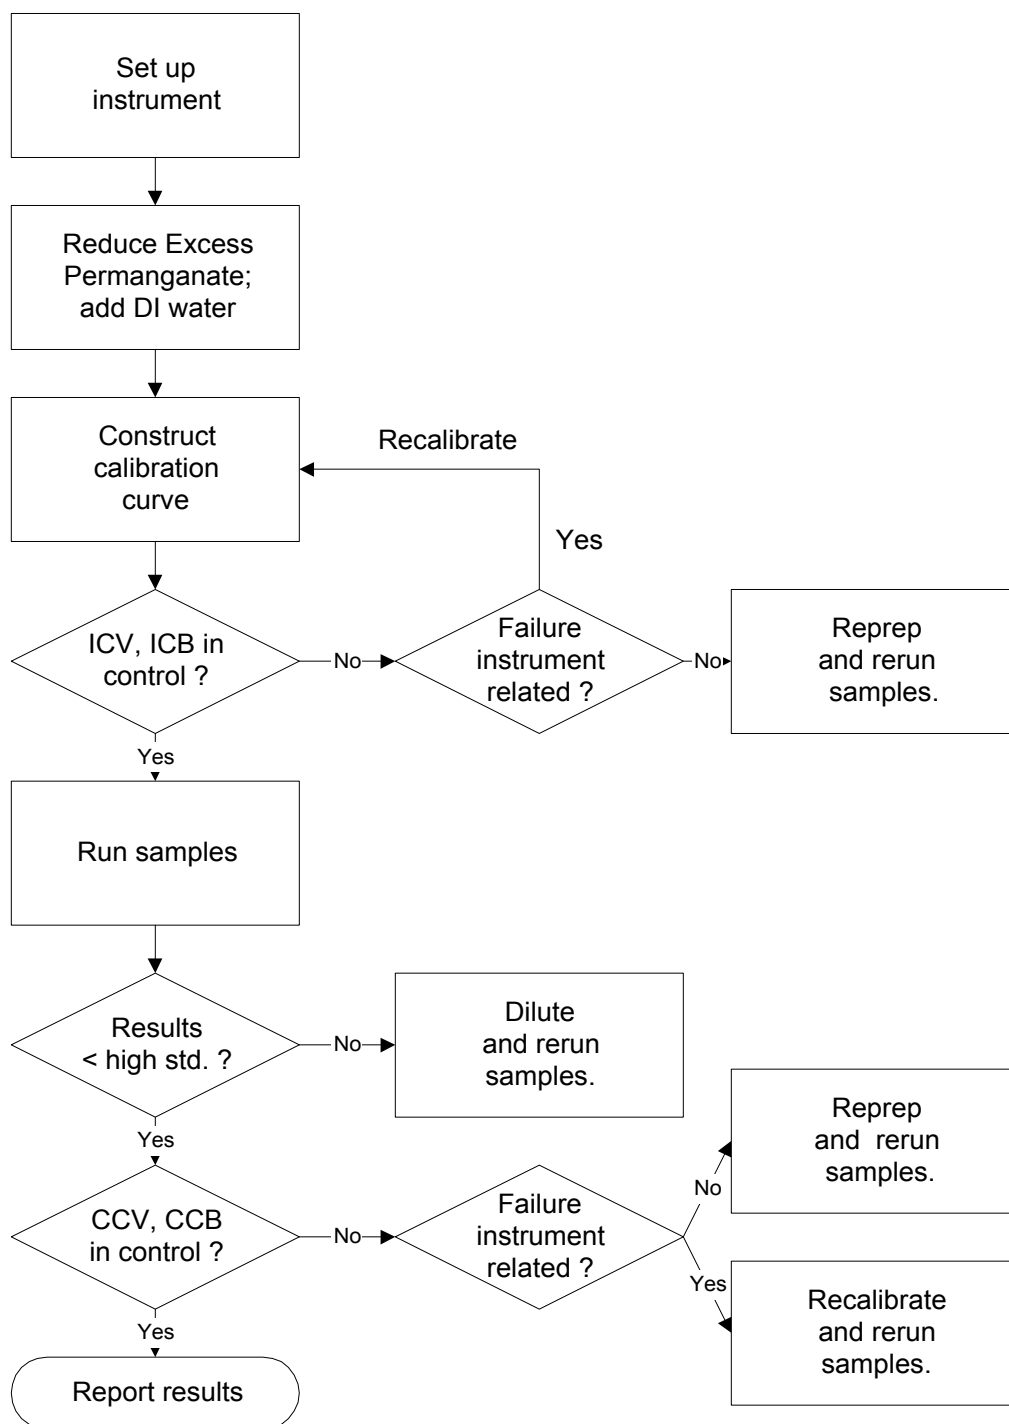 Set up
instrument
Reduce Excess
Permanganate;
add DI water
Construct
calibration
curve
Recalibrate
Yes
ICV, ICB in
control ?
No
Failure
instrument
related ?
No
Reprep
and rerun
samples.
Yes
Run samples
Results
< high std. ?
No
Dilute
and rerun
samples.
Yes
CCV, CCB
in control ?
No
Failure
instrument
related ?
No
Reprep
and rerun
samples.
Yes
Recalibrate
and rerun
samples.
Yes
Report results